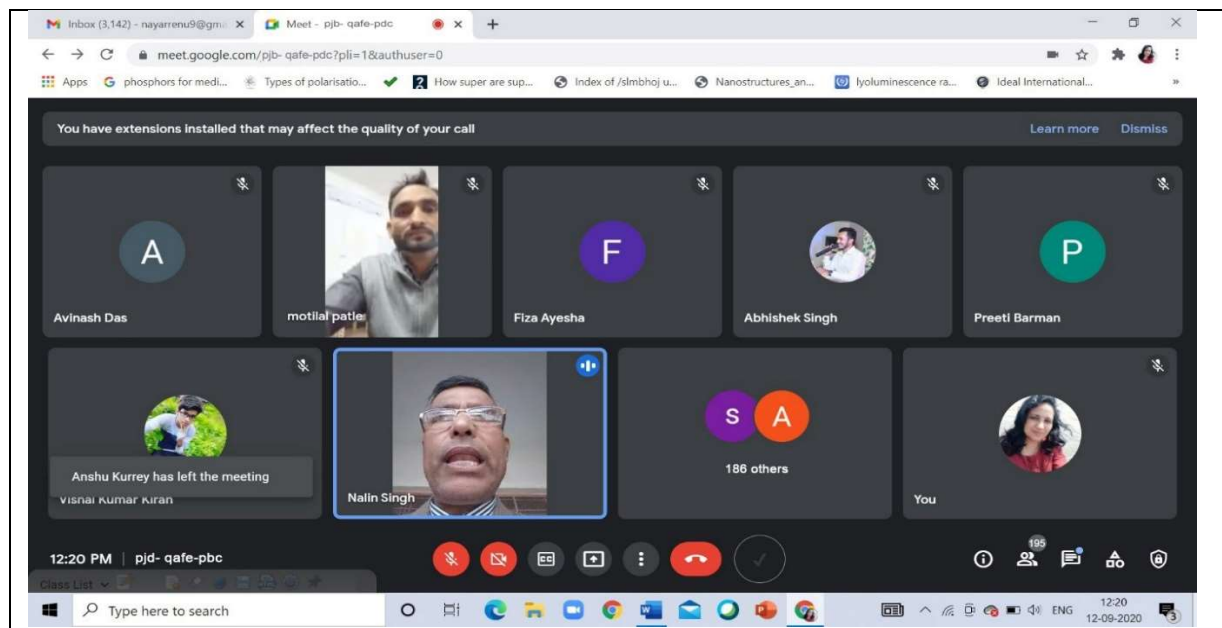 Inbox (3,142) - nayarrenu9@gma
Meet - pjb- qafe-pdc
meet.google.com/pjb- qafe-pdc?pli=1&authuser=0
Apps
phosphors for medi...
Types of polarisatio...
How super are sup...
Index of /slmbhoj u...
Nanostructures_an...
lyoluminescence ra...
Ideal International...
You have extensions installed that may affect the quality of your call
Learn more
Dismiss
A
Avinash Das
motilal patle
F
Fiza Ayesha
Abhishek Singh
P
Preeti Barman
Anshu Kurrey has left the meeting
Vishal Kumar Kiran
Nalin Singh
S A
186 others
You
12:20 PM | pjd- qafe-pbc
CC
195
Class List
Type here to search
ENG
12:20
12-09-2020
3